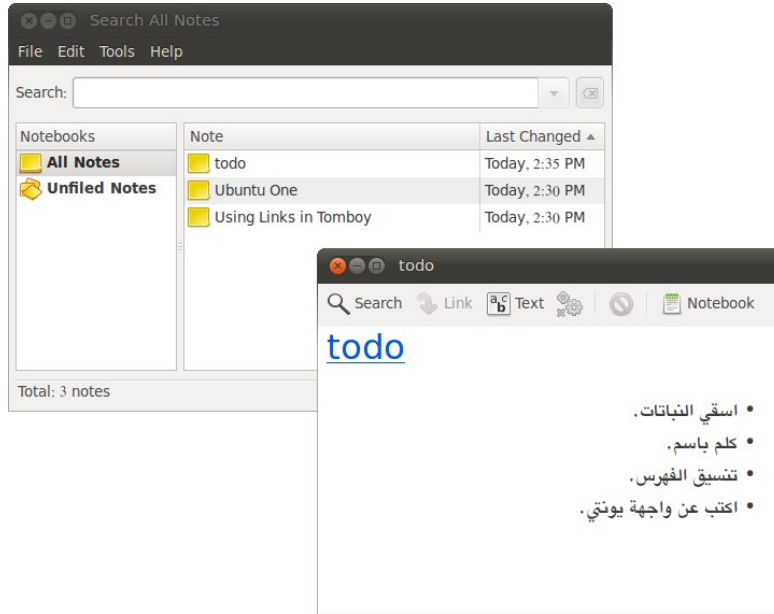 Search All Notes
File Edit Tools Help
Search:
Notebooks
All Notes
Unfiled Notes
Note Last Changed
todo Today, 2:35 PM
Ubuntu One Today, 2:30 PM
Using Links in Tomboy Today, 2:30 PM
Total: 3 notes
todo
Search Link Text Notebook
todo
• اسقي النباتات.
• كلم باسم.
• تنسيق الفهرس.
• اكتب عن واجهة يونتي.